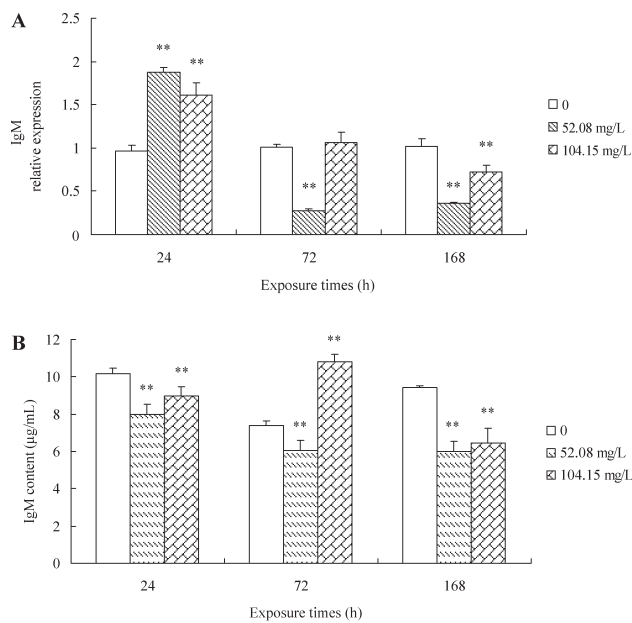 A
IgM
relative expression
2.5
2
1.5
1
0.5
0
**
**
**
**
**
24
72
168
Exposure times (h)
0
52.08 mg/L
104.15 mg/L
B
IgM content (µg/mL)
12
10
8
6
4
2
0
**
**
**
**
**
**
24
72
168
Exposure times (h)
0
52.08 mg/L
104.15 mg/L